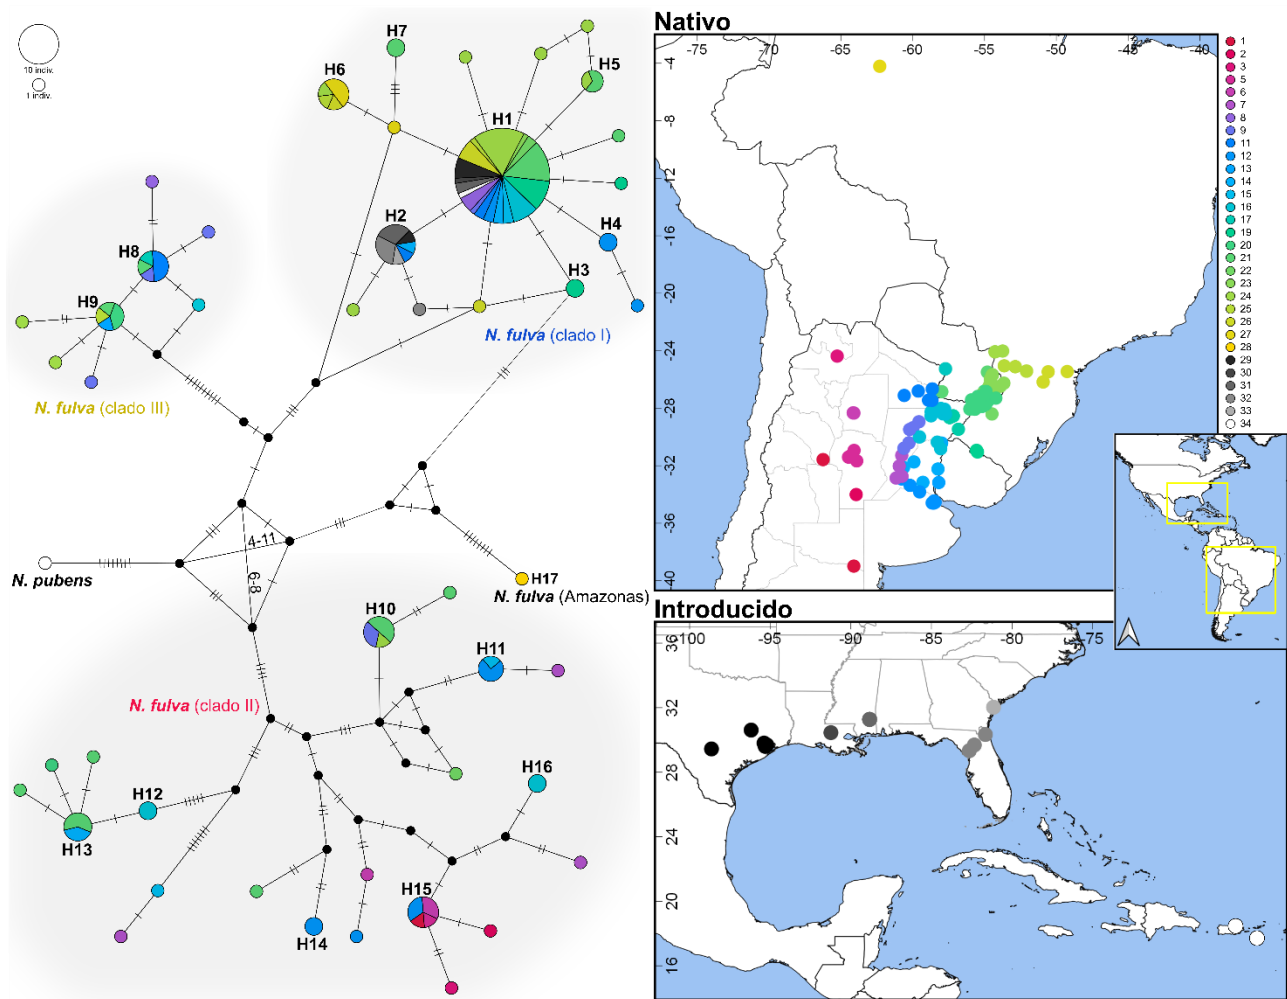 10 indiv.
1 indiv.
H7
H6
H5
H1
H2
H4
H3
N. fulva (clado I)
H8
H9
N. fulva (clado III)
4-11
6-8
N. pubens
H17
N. fulva (Amazonas)
H10
H11
N. fulva (clado II)
H12
H13
H16
H15
H14
Nativo
-75 -70 -65 -60 -55 -50 -45 -40
-4
-8
-12
-16
-20
-24
-28
-32
-36
-40
1
2
3
5
6
7
8
9
11
12
13
14
15
16
17
19
20
21
22
23
24
25
26
27
28
29
30
31
32
33
34
Introducido
-100 -95 -90 -85 -80 -75
36
32
28
24
20
16